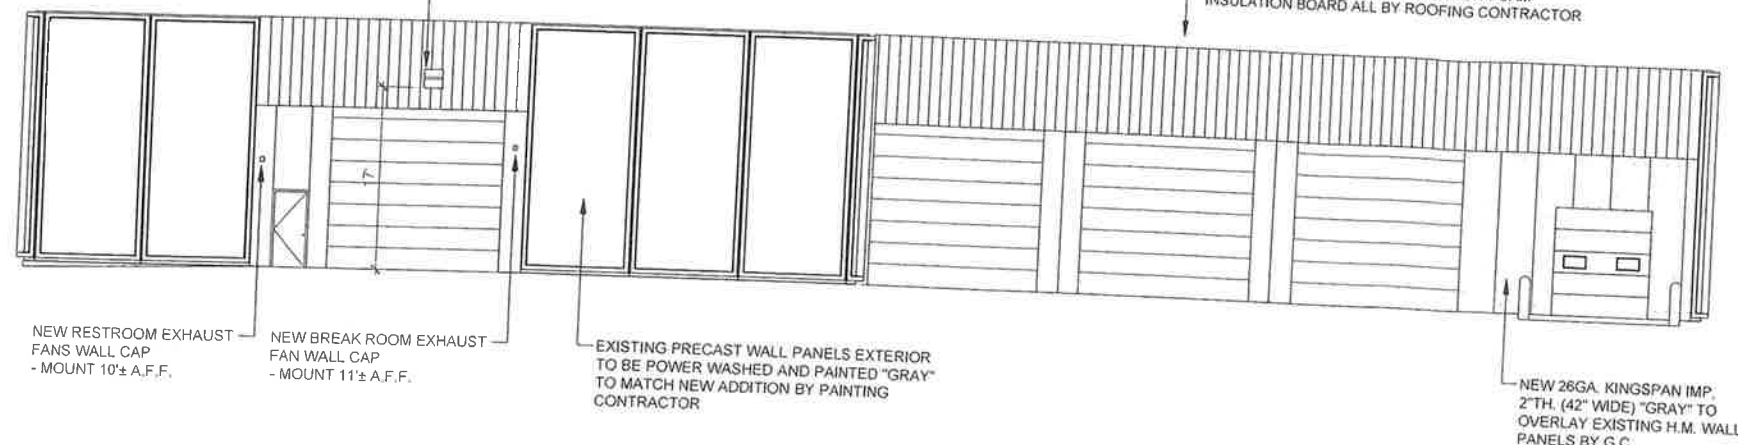 INSULATION BOARD ALL BY ROOFING CONTRACTOR
NEW RESTROOM EXHAUST
FANS WALL CAP
- MOUNT 10'± A.F.F.
NEW BREAK ROOM EXHAUST
FAN WALL CAP
- MOUNT 11'± A.F.F.
EXISTING PRECAST WALL PANELS EXTERIOR
TO BE POWER WASHED AND PAINTED "GRAY"
TO MATCH NEW ADDITION BY PAINTING
CONTRACTOR
NEW 26GA. KINGSPAN IMP.
2"TH. (42" WIDE) "GRAY" TO
OVERLAY EXISTING H.M. WALL
PANELS BY G.C.